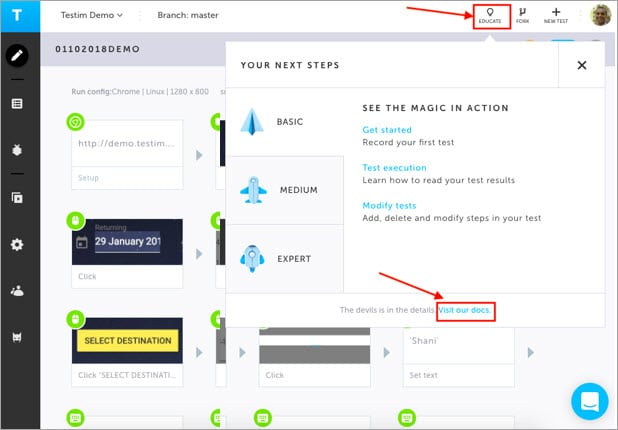 T
Testim Demo
Branch: master
EDUCATE
FORK
NEW TEST
01102018DEMO
YOUR NEXT STEPS
Run config:Chrome | Linux | 1280 x 800
BASIC
SEE THE MAGIC IN ACTION
Get started
Record your first test
http://demo.testim...
Test execution
Learn how to read your test results
Setup
MEDIUM
Modify tests
Add, delete and modify steps in your test
Returning
29 January 201
EXPERT
Click
The devils is in the details Visit our docs.
SELECT DESTINATION
'Shani'
Click "SELECT DESTINATI...
Click
Set text